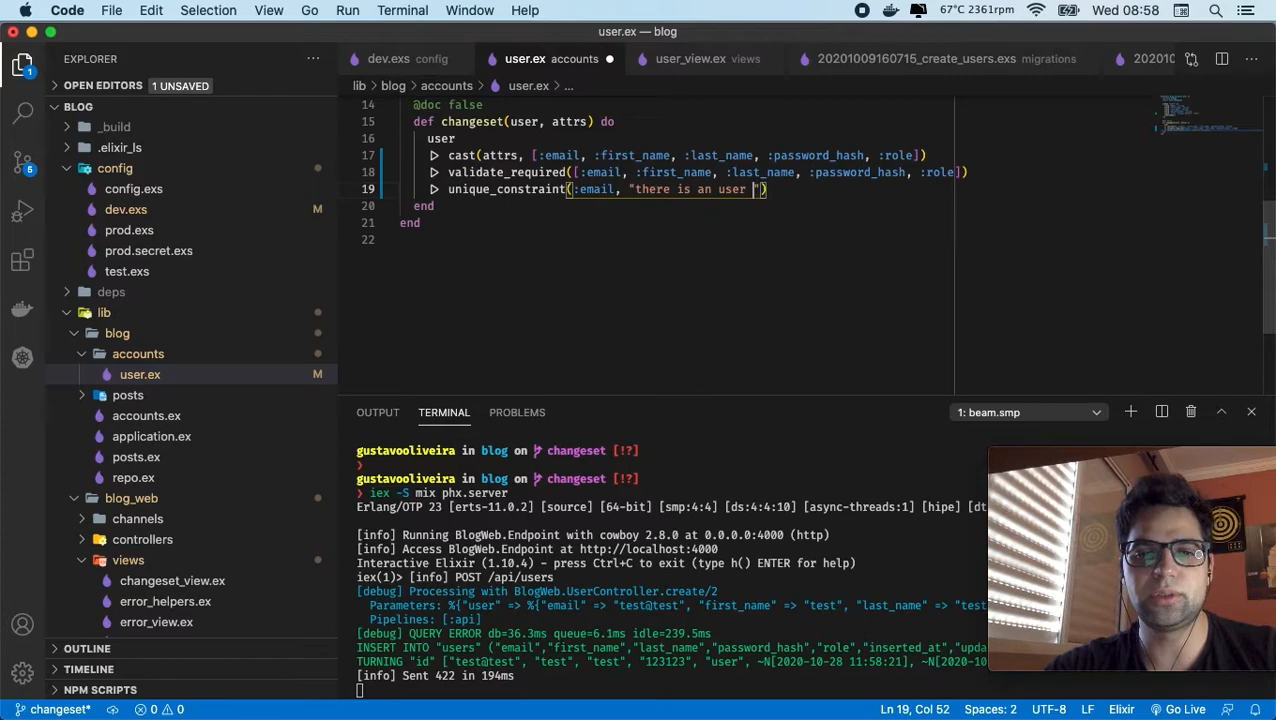 Code File Edit Selection View Go Run Terminal Window Help 67°C 2361rpm Wed 08:58
user.ex — blog
EXPLORER
dev.exs config
user.ex accounts
user_view.ex views
20201009160715_create_users.exs migrations
202010
OPEN EDITORS 1 UNSAVED
lib > blog > accounts > user.ex > ...
BLOG
_build
.elixir_ls
config
config.exs
dev.exs M
prod.exs
prod.secret.exs
test.exs
deps
lib
blog
accounts
user.ex M
posts
accounts.ex
application.ex
posts.ex
repo.ex
blog_web
channels
controllers
views
changeset_view.ex
error_helpers.ex
error_view.ex
OUTLINE
TIMELINE
NPM SCRIPTS
1
14 @doc false
15 def changeset(user, attrs) do
16 user
17 |> cast(attrs, [:email, :first_name, :last_name, :password_hash, :role])
18 |> validate_required([:email, :first_name, :last_name, :password_hash, :role])
19 |> unique_constraint(:email, "there is an user ")
20 end
21 end
22
OUTPUT TERMINAL PROBLEMS 1: beam.smp
gustavooliveira in blog on changeset [!?]
❯
gustavooliveira in blog on changeset [!?]
❯ iex -S mix phx.server
Erlang/OTP 23 [erts-11.0.2] [source] [64-bit] [smp:4:4] [ds:4:4:10] [async-threads:1] [hipe] [dt
[info] Running BlogWeb.Endpoint with cowboy 2.8.0 at 0.0.0.0:4000 (http)
[info] Access BlogWeb.Endpoint at http://localhost:4000
Interactive Elixir (1.10.4) - press Ctrl+C to exit (type h() ENTER for help)
iex(1)> [info] POST /api/users
[debug] Processing with BlogWeb.UserController.create/2
Parameters: %{"user" => %{"email" => "test@test", "first_name" => "test", "last_name" => "tes
Pipelines: [:api]
[debug] QUERY ERROR db=36.3ms queue=6.1ms idle=239.5ms
INSERT INTO "users" ("email","first_name","last_name","password_hash","role","inserted_at","upda
TURNING "id" ["test@test", "test", "test", "123123", "user", ~N[2020-10-28 11:58:21], ~N[2020-10
[info] Sent 422 in 194ms
changeset* 0 0 Ln 19, Col 52 Spaces: 2 UTF-8 LF Elixir Go Live